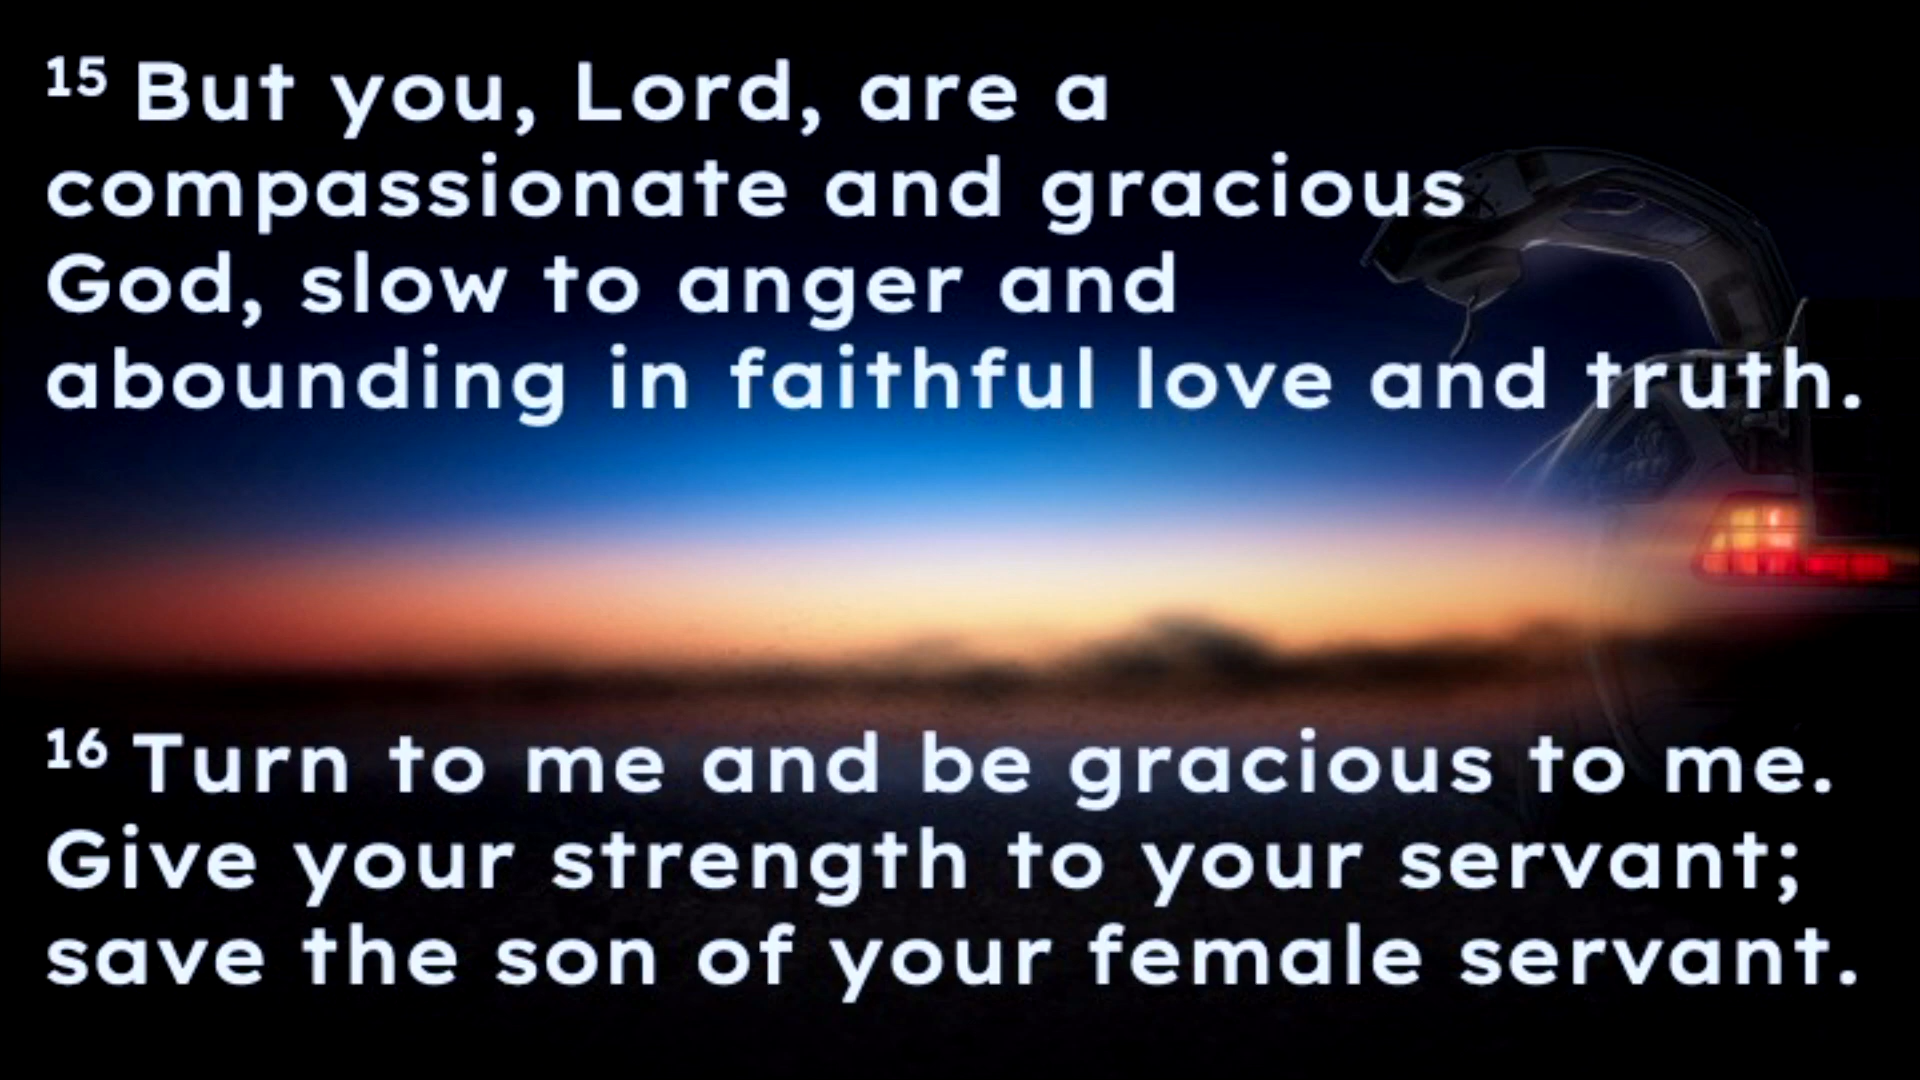 15 But you, Lord, are a
compassionate and gracious
God, slow to anger and
abounding in faithful love and truth.
16 Turn to me and be gracious to me.
Give your strength to your servant;
save the son of your female servant.